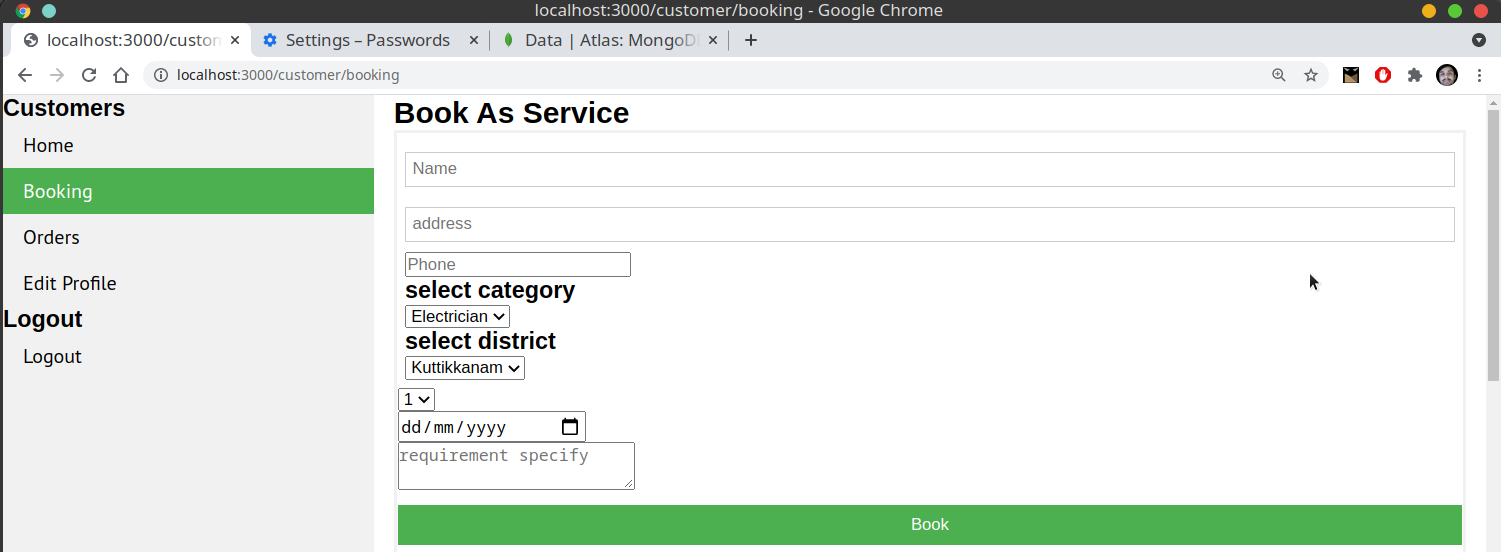 localhost:3000/customer/booking - Google Chrome
localhost:3000/custom
Settings – Passwords
Data | Atlas: MongoD
localhost:3000/customer/booking
Customers
Home
Booking
Orders
Edit Profile
Logout
Logout
Book As Service
Name
address
Phone
select category
Electrician
select district
Kuttikkanam
1
dd/mm/yyyy
requirement specify
Book